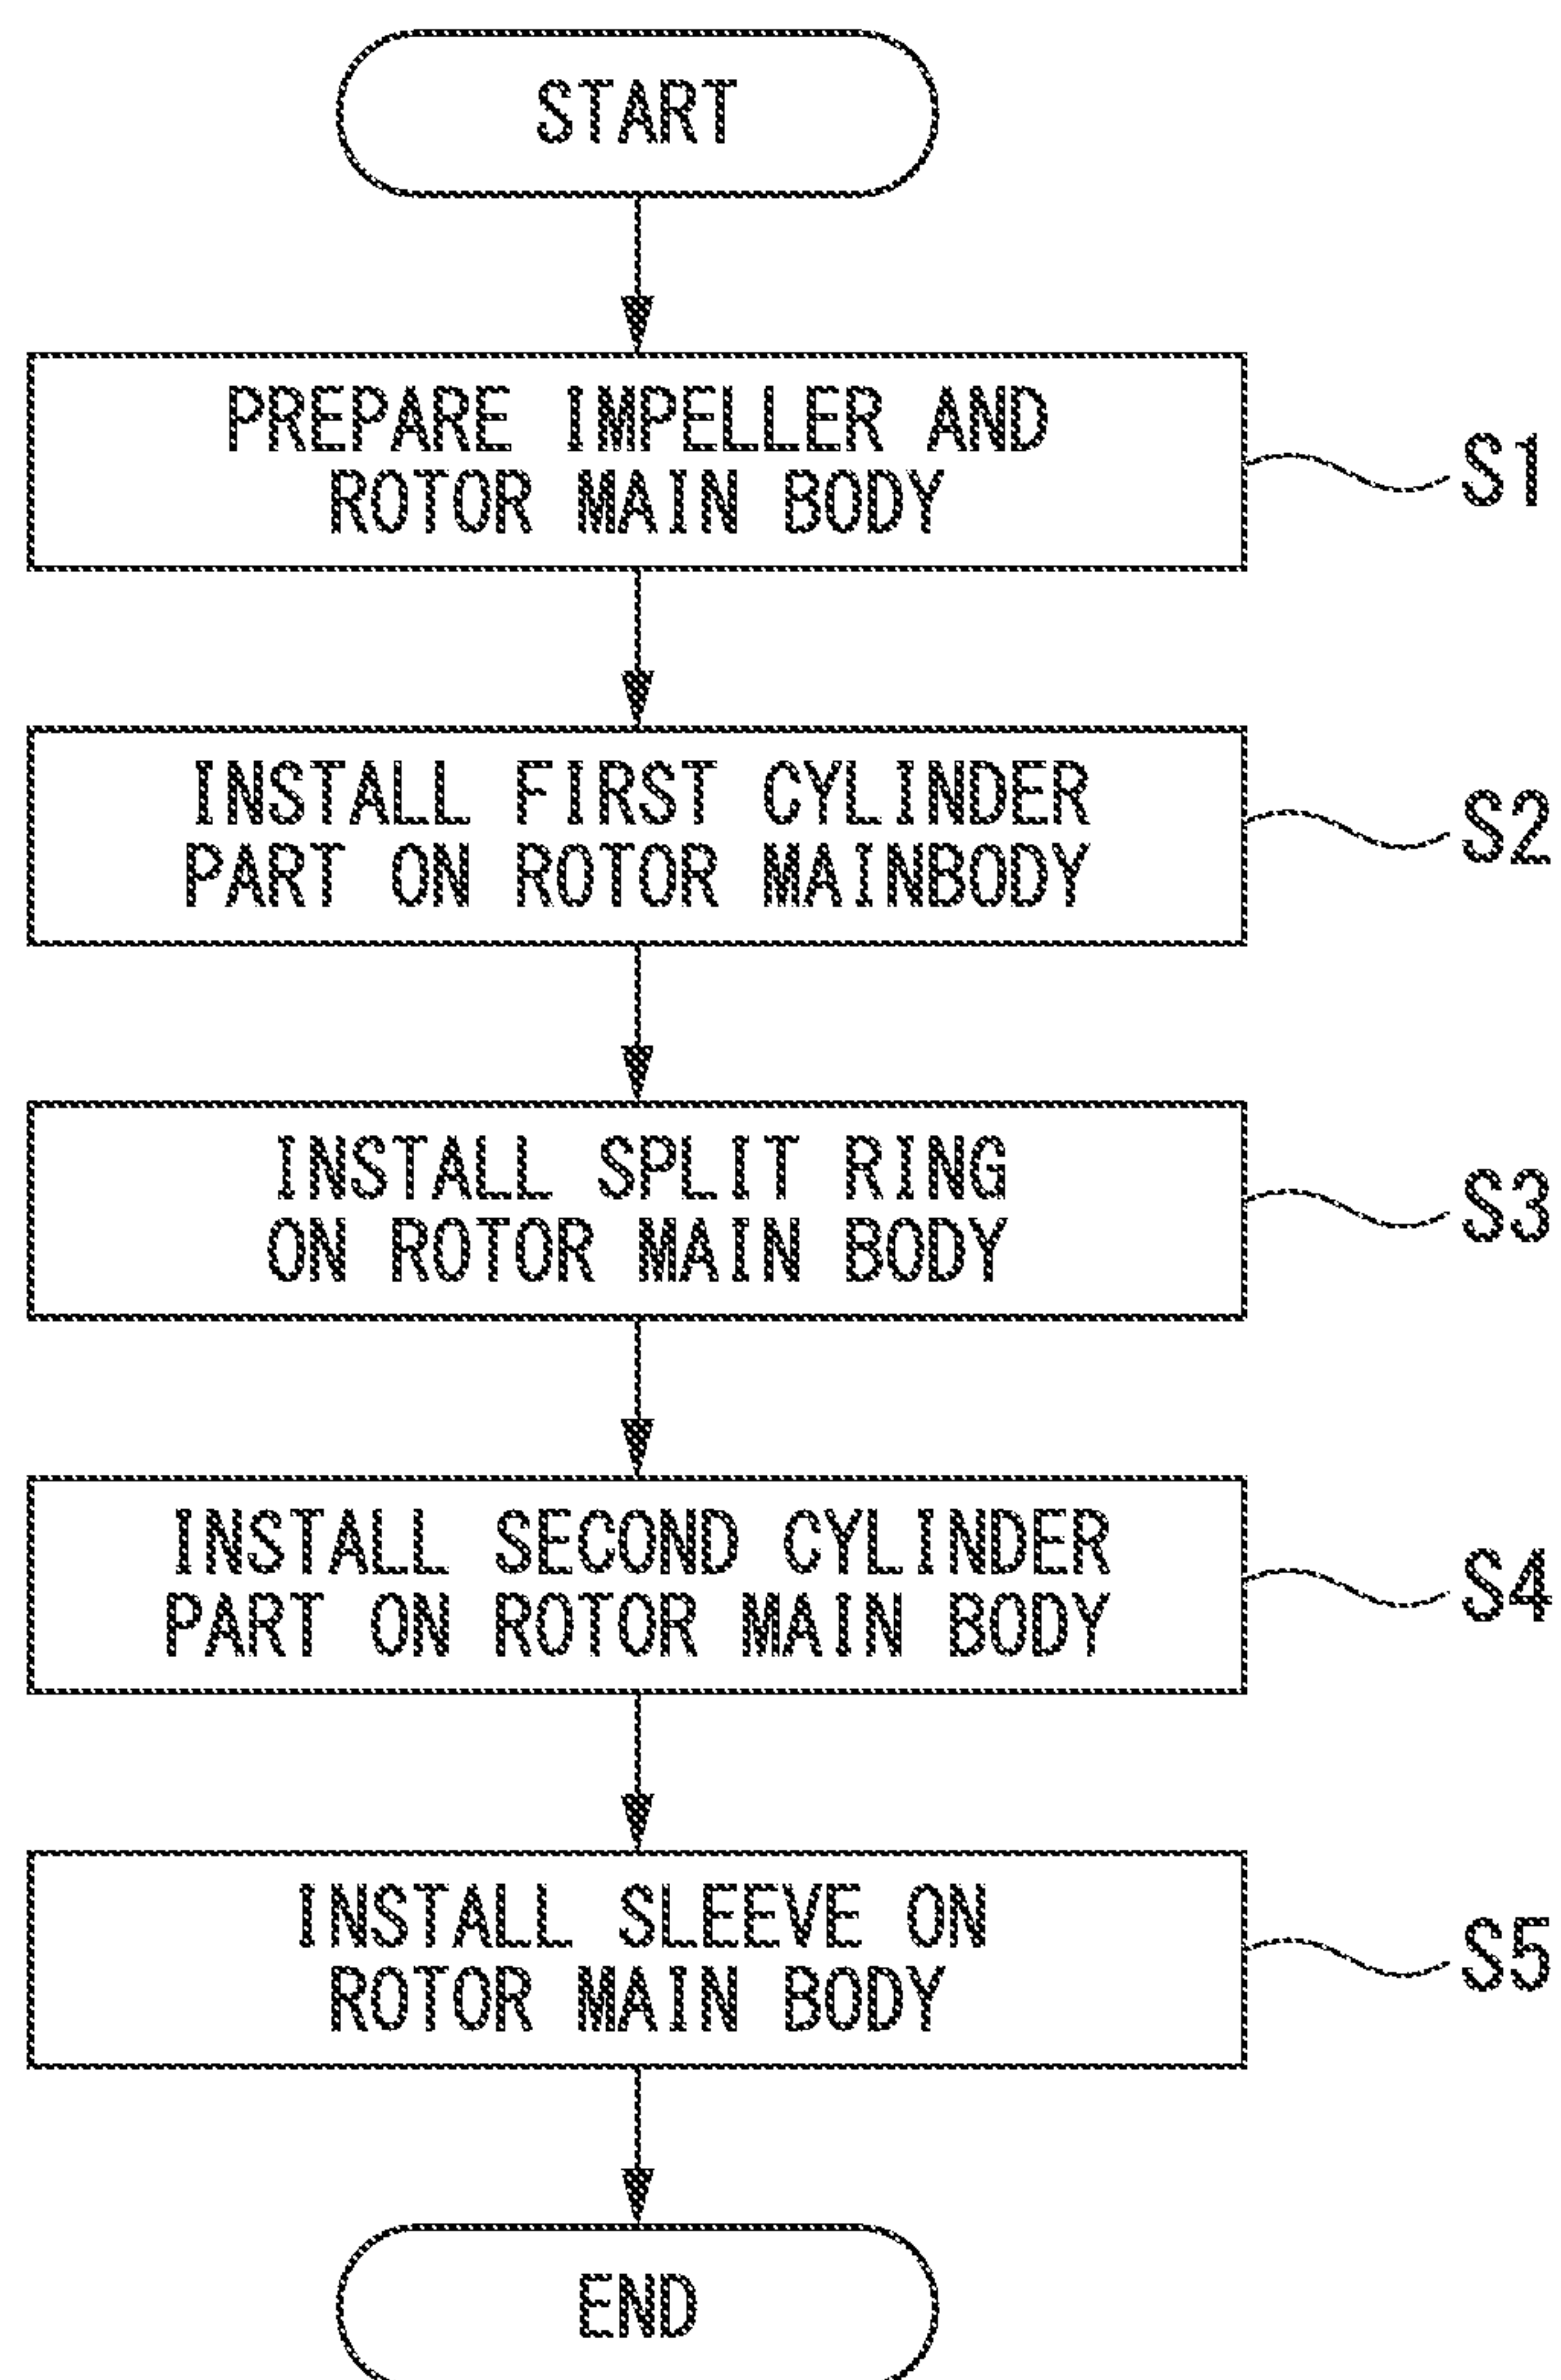 START
PREPARE IMPELLER AND
ROTOR MAIN BODY
S1
INSTALL FIRST CYLINDER
PART ON ROTOR MAINBODY
S2
INSTALL SPLIT RING
ON ROTOR MAIN BODY
S3
INSTALL SECOND CYLINDER
PART ON ROTOR MAIN BODY
S4
INSTALL SLEEVE ON
ROTOR MAIN BODY
S5
END